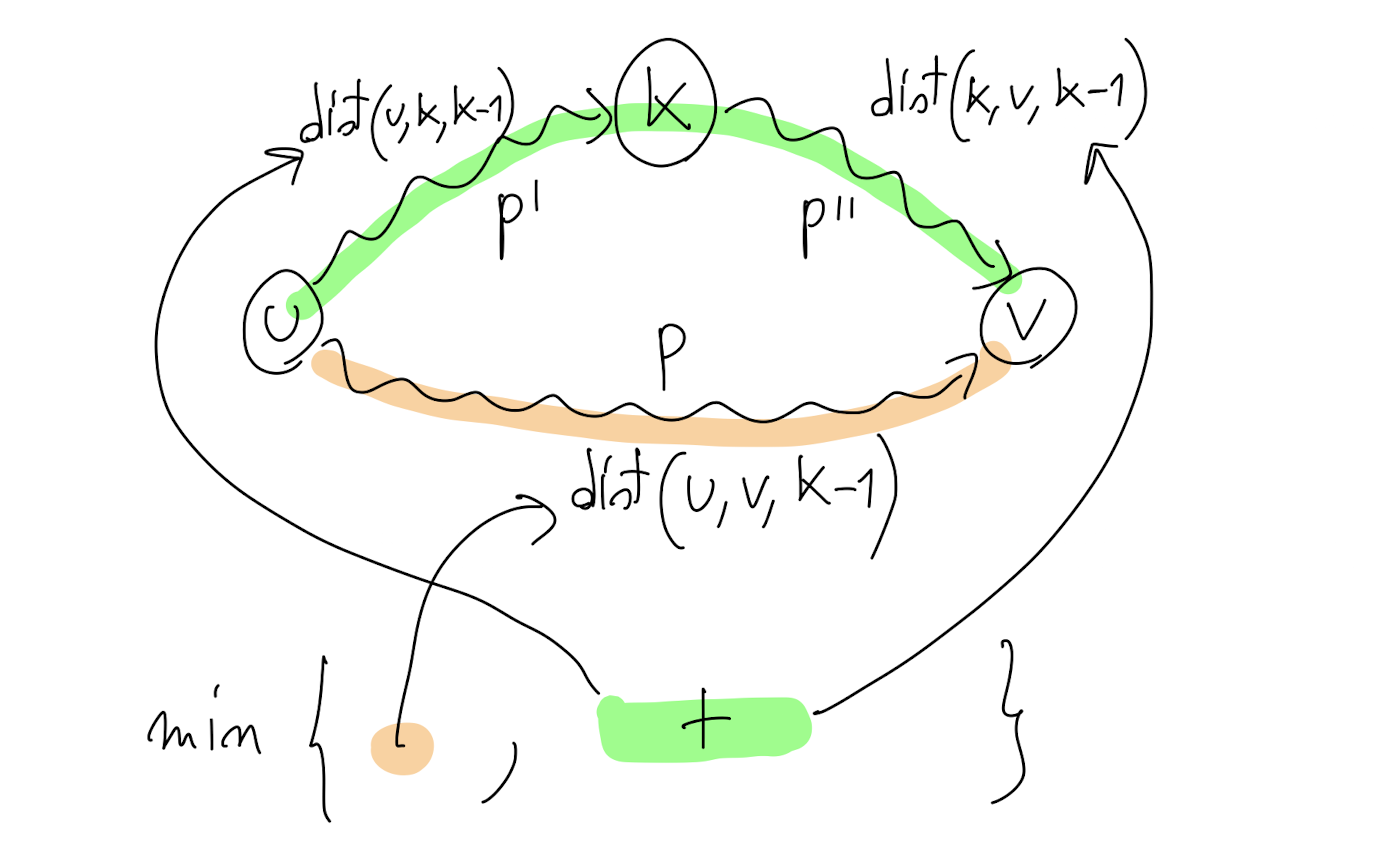 dist(u,k,k-1)
k
dist(k,v,k-1)
p'
p''
u
v
p
dist(u,v,k-1)
min { , + }